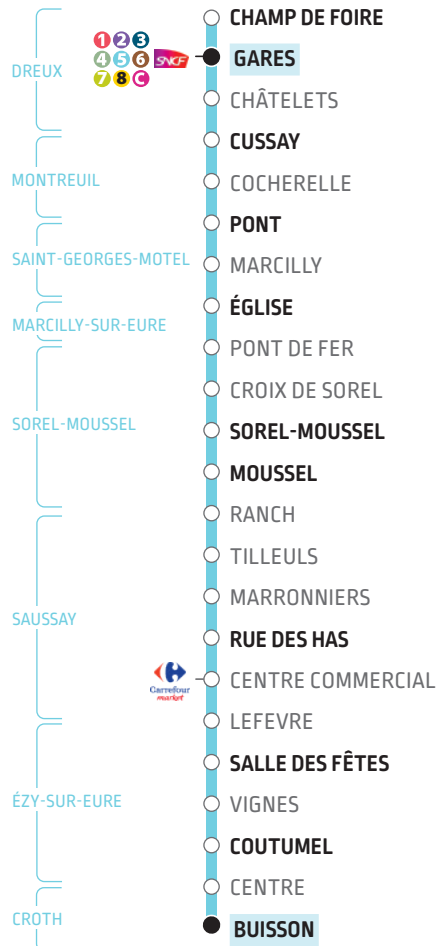 CHAMP DE FOIRE
1 2 3
4 5 6 SNCF
7 8 C
GARES
DREUX
CHÂTELETS
CUSSAY
MONTREUIL
COCHERELLE
PONT
SAINT-GEORGES-MOTEL
MARCILLY
ÉGLISE
MARCILLY-SUR-EURE
PONT DE FER
CROIX DE SOREL
SOREL-MOUSSEL
SOREL-MOUSSEL
MOUSSEL
RANCH
TILLEULS
MARRONNIERS
SAUSSAY
RUE DES HAS
Carrefour
market
CENTRE COMMERCIAL
LEFEVRE
SALLE DES FÊTES
ÉZY-SUR-EURE
VIGNES
COUTUMEL
CENTRE
CROTH
BUISSON